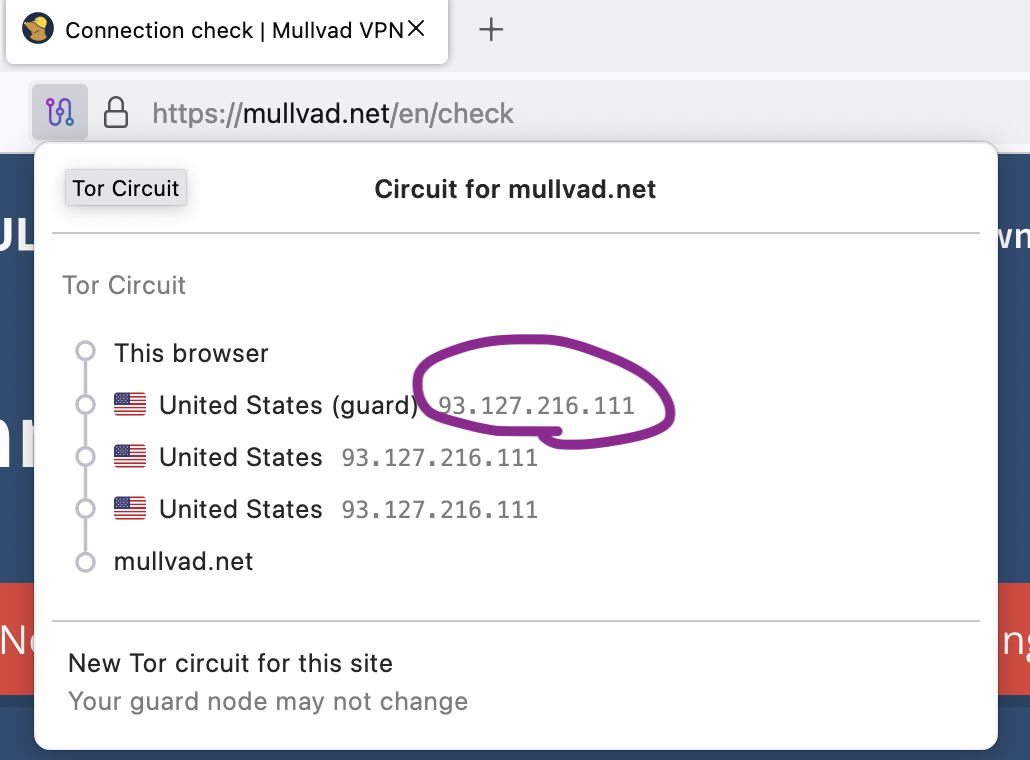 Connection check | Mullvad VPN
https://mullvad.net/en/check
Tor Circuit
Circuit for mullvad.net
Tor Circuit
This browser
United States (guard) 93.127.216.111
United States 93.127.216.111
United States 93.127.216.111
mullvad.net
New Tor circuit for this site
Your guard node may not change